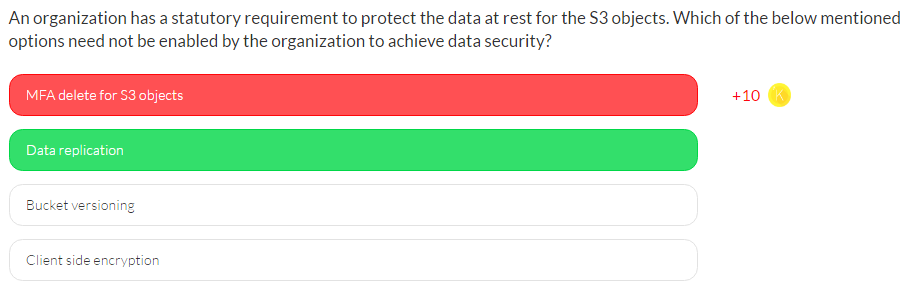 An organization has a statutory requirement to protect the data at rest for the S3 objects. Which of the below mentioned
options need not be enabled by the organization to achieve data security?
MFA delete for S3 objects
+10 K
Data replication
Bucket versioning
Client side encryption